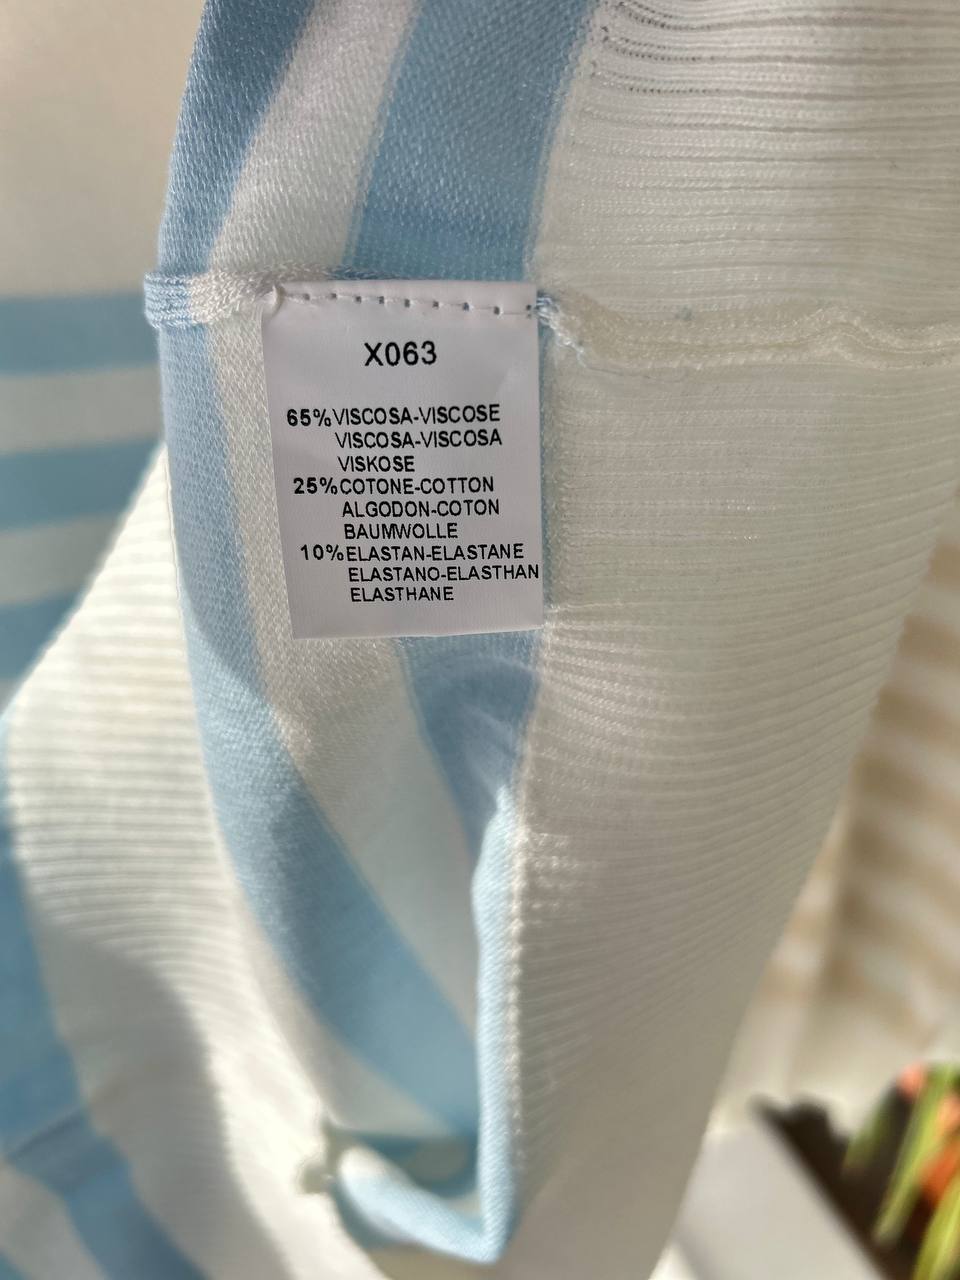 X063
65% VISCOSA-VISCOSE
VISCOSA-VISCOSA
VISKOSE
25% COTONE-COTTON
ALGODON-COTON
BAUMWOLLE
10% ELASTAN-ELASTANE
ELASTANO-ELASTHAN
ELASTHANE